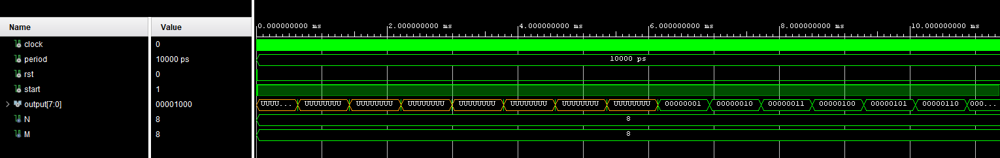 Name Value 0.000000000 ms 2.000000000 ms 4.000000000 ms 6.000000000 ms 8.000000000 ms 10.000000000 ms
clock 0
period 10000 ps 10000 ps
rst 0
start 1
output[7:0] 00001000 UUUU... UUUUUUUU UUUUUUUU UUUUUUUU UUUUUUUU UUUUUUUU UUUUUUUU UUUUUUUU 00000001 00000010 00000011 00000100 00000101 00000110 000...
N 8 8
M 8 8